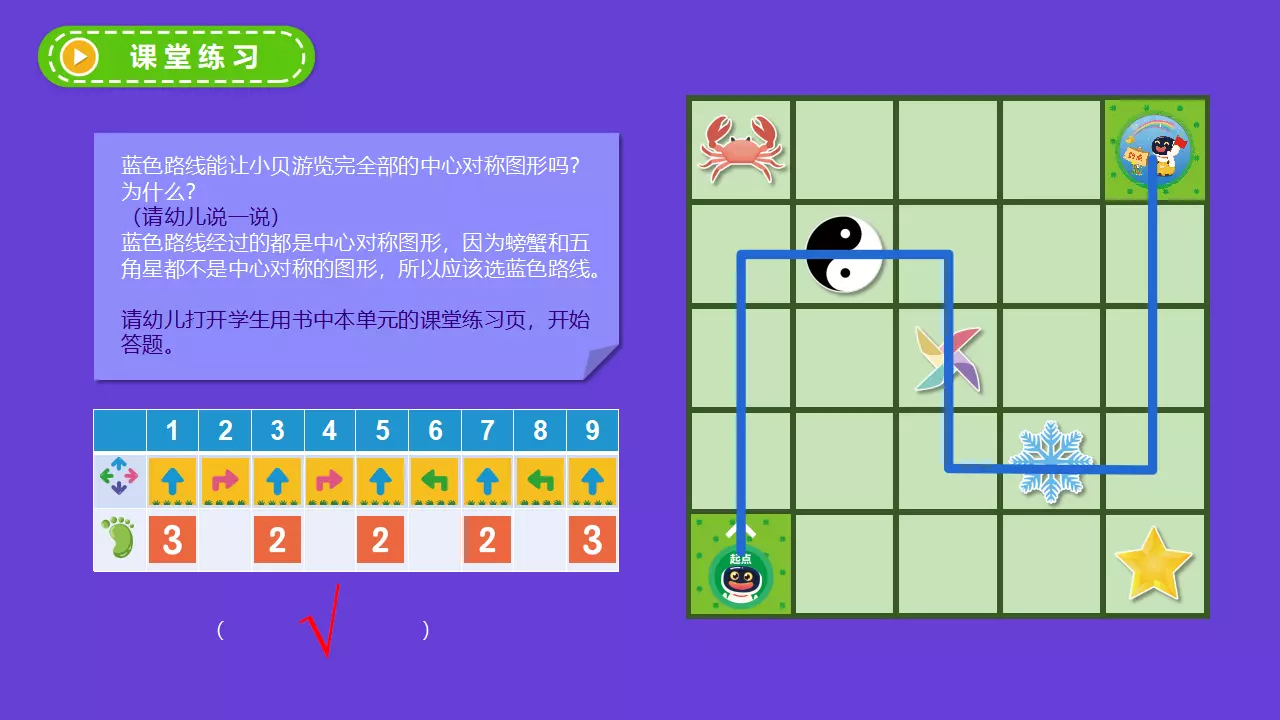 课堂练习
蓝色路线能让小贝游览完全部的中心对称图形吗?
为什么?
（请幼儿说一说）
蓝色路线经过的都是中心对称图形，因为螃蟹和五
角星都不是中心对称的图形，所以应该选蓝色路线。
请幼儿打开学生用书中本单元的课堂练习页，开始
答题。
1 2 3 4 5 6 7 8 9
3 2 2 2 3
（ √ ）
起点